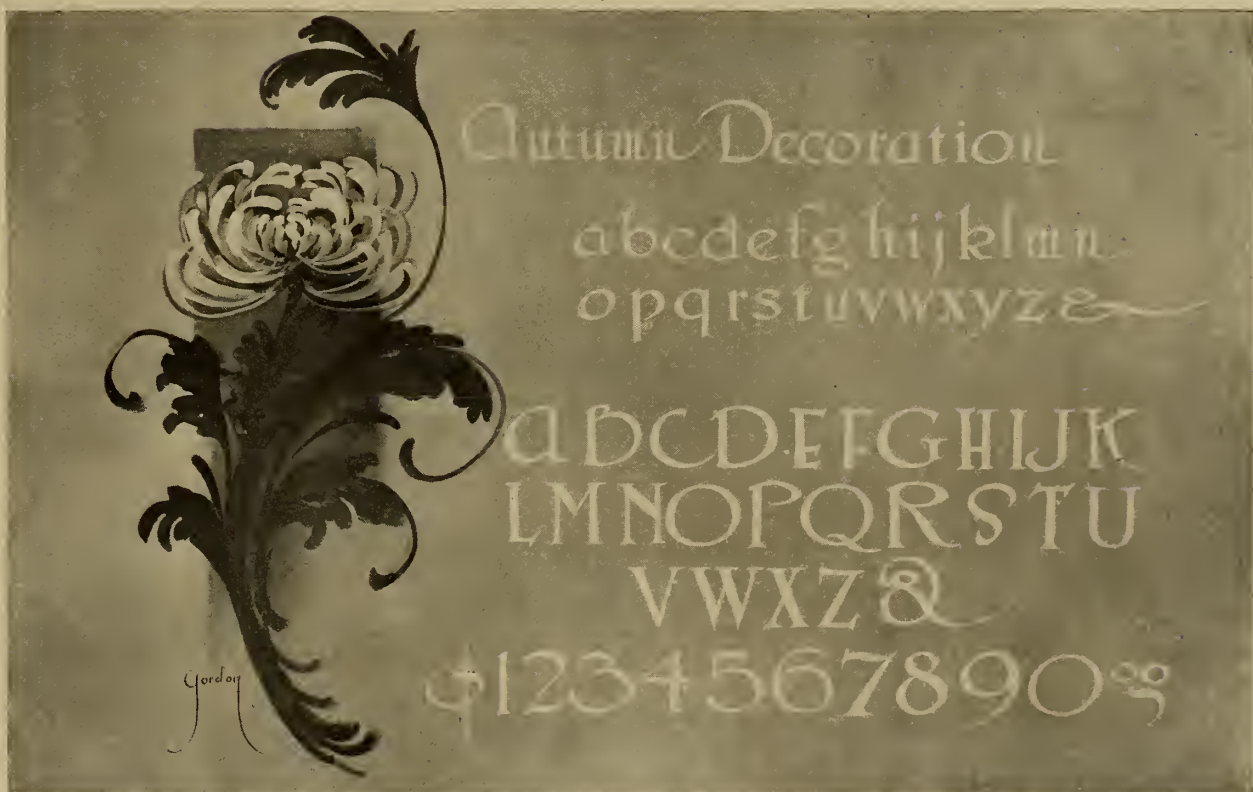 Autumn Decoration
abcdefghijklmn
opqrstuvwxyz&
ABCDEFGHIJK
LMNOPQRSTU
VWXZ&
1234567890
Gordon